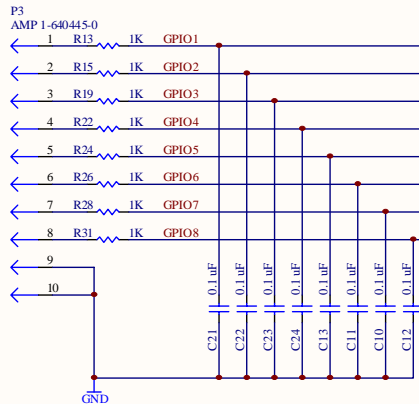 P3
AMP 1-640445-0
1 R13 1K GPIO1
2 R15 1K GPIO2
3 R19 1K GPIO3
4 R22 1K GPIO4
5 R24 1K GPIO5
6 R26 1K GPIO6
7 R28 1K GPIO7
8 R31 1K GPIO8
9
10
0.1 uF 0.1 uF 0.1 uF 0.1 uF 0.1 uF 0.1 uF 0.1 uF 0.1 uF
C21 C22 C23 C24 C13 C11 C10 C12
GND